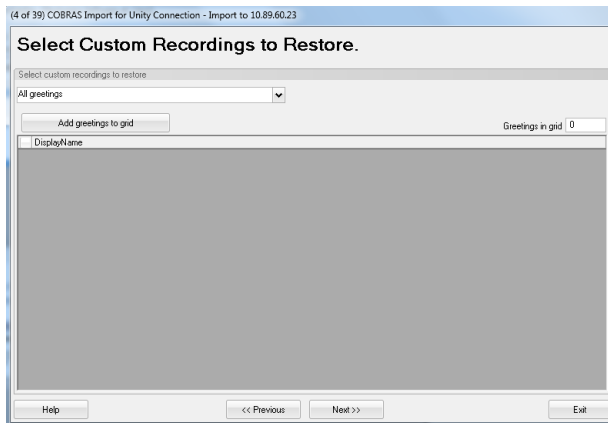 (4 of 39) COBRAS Import for Unity Connection - Import to 10.89.60.23
Select Custom Recordings to Restore.
Select custom recordings to restore
All greetings
Add greetings to grid
Greetings in grid 0
DisplayName
Help << Previous Next >> Exit